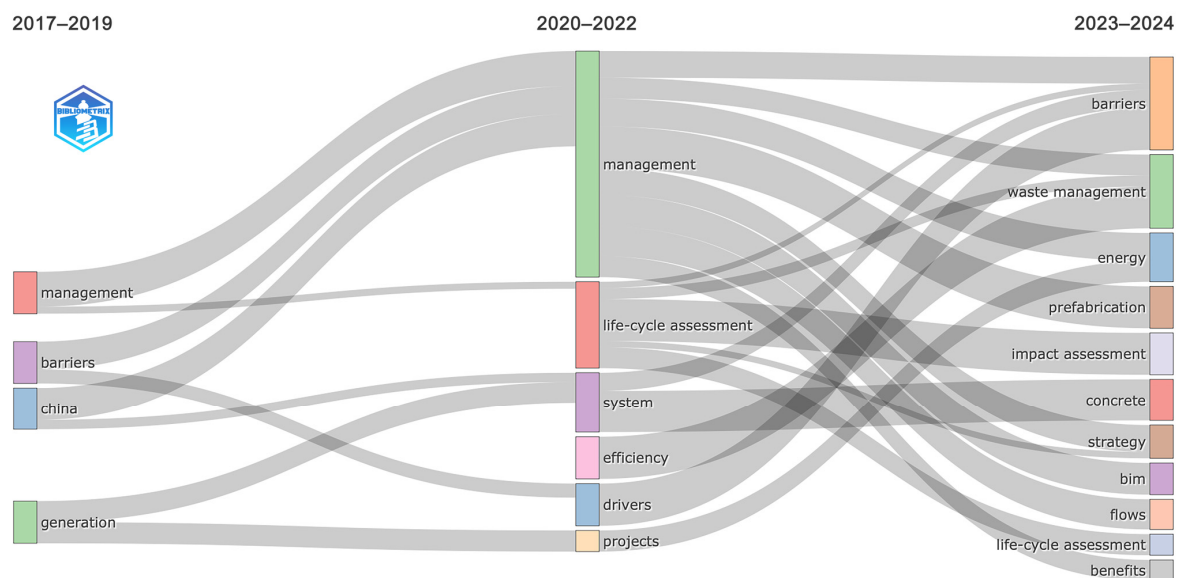 2017–2019
2020–2022
2023–2024
BIBLIOMETRIX
management
barriers
china
generation
management
life-cycle assessment
system
efficiency
drivers
projects
barriers
waste management
energy
prefabrication
impact assessment
concrete
strategy
bim
flows
life-cycle assessment
benefits